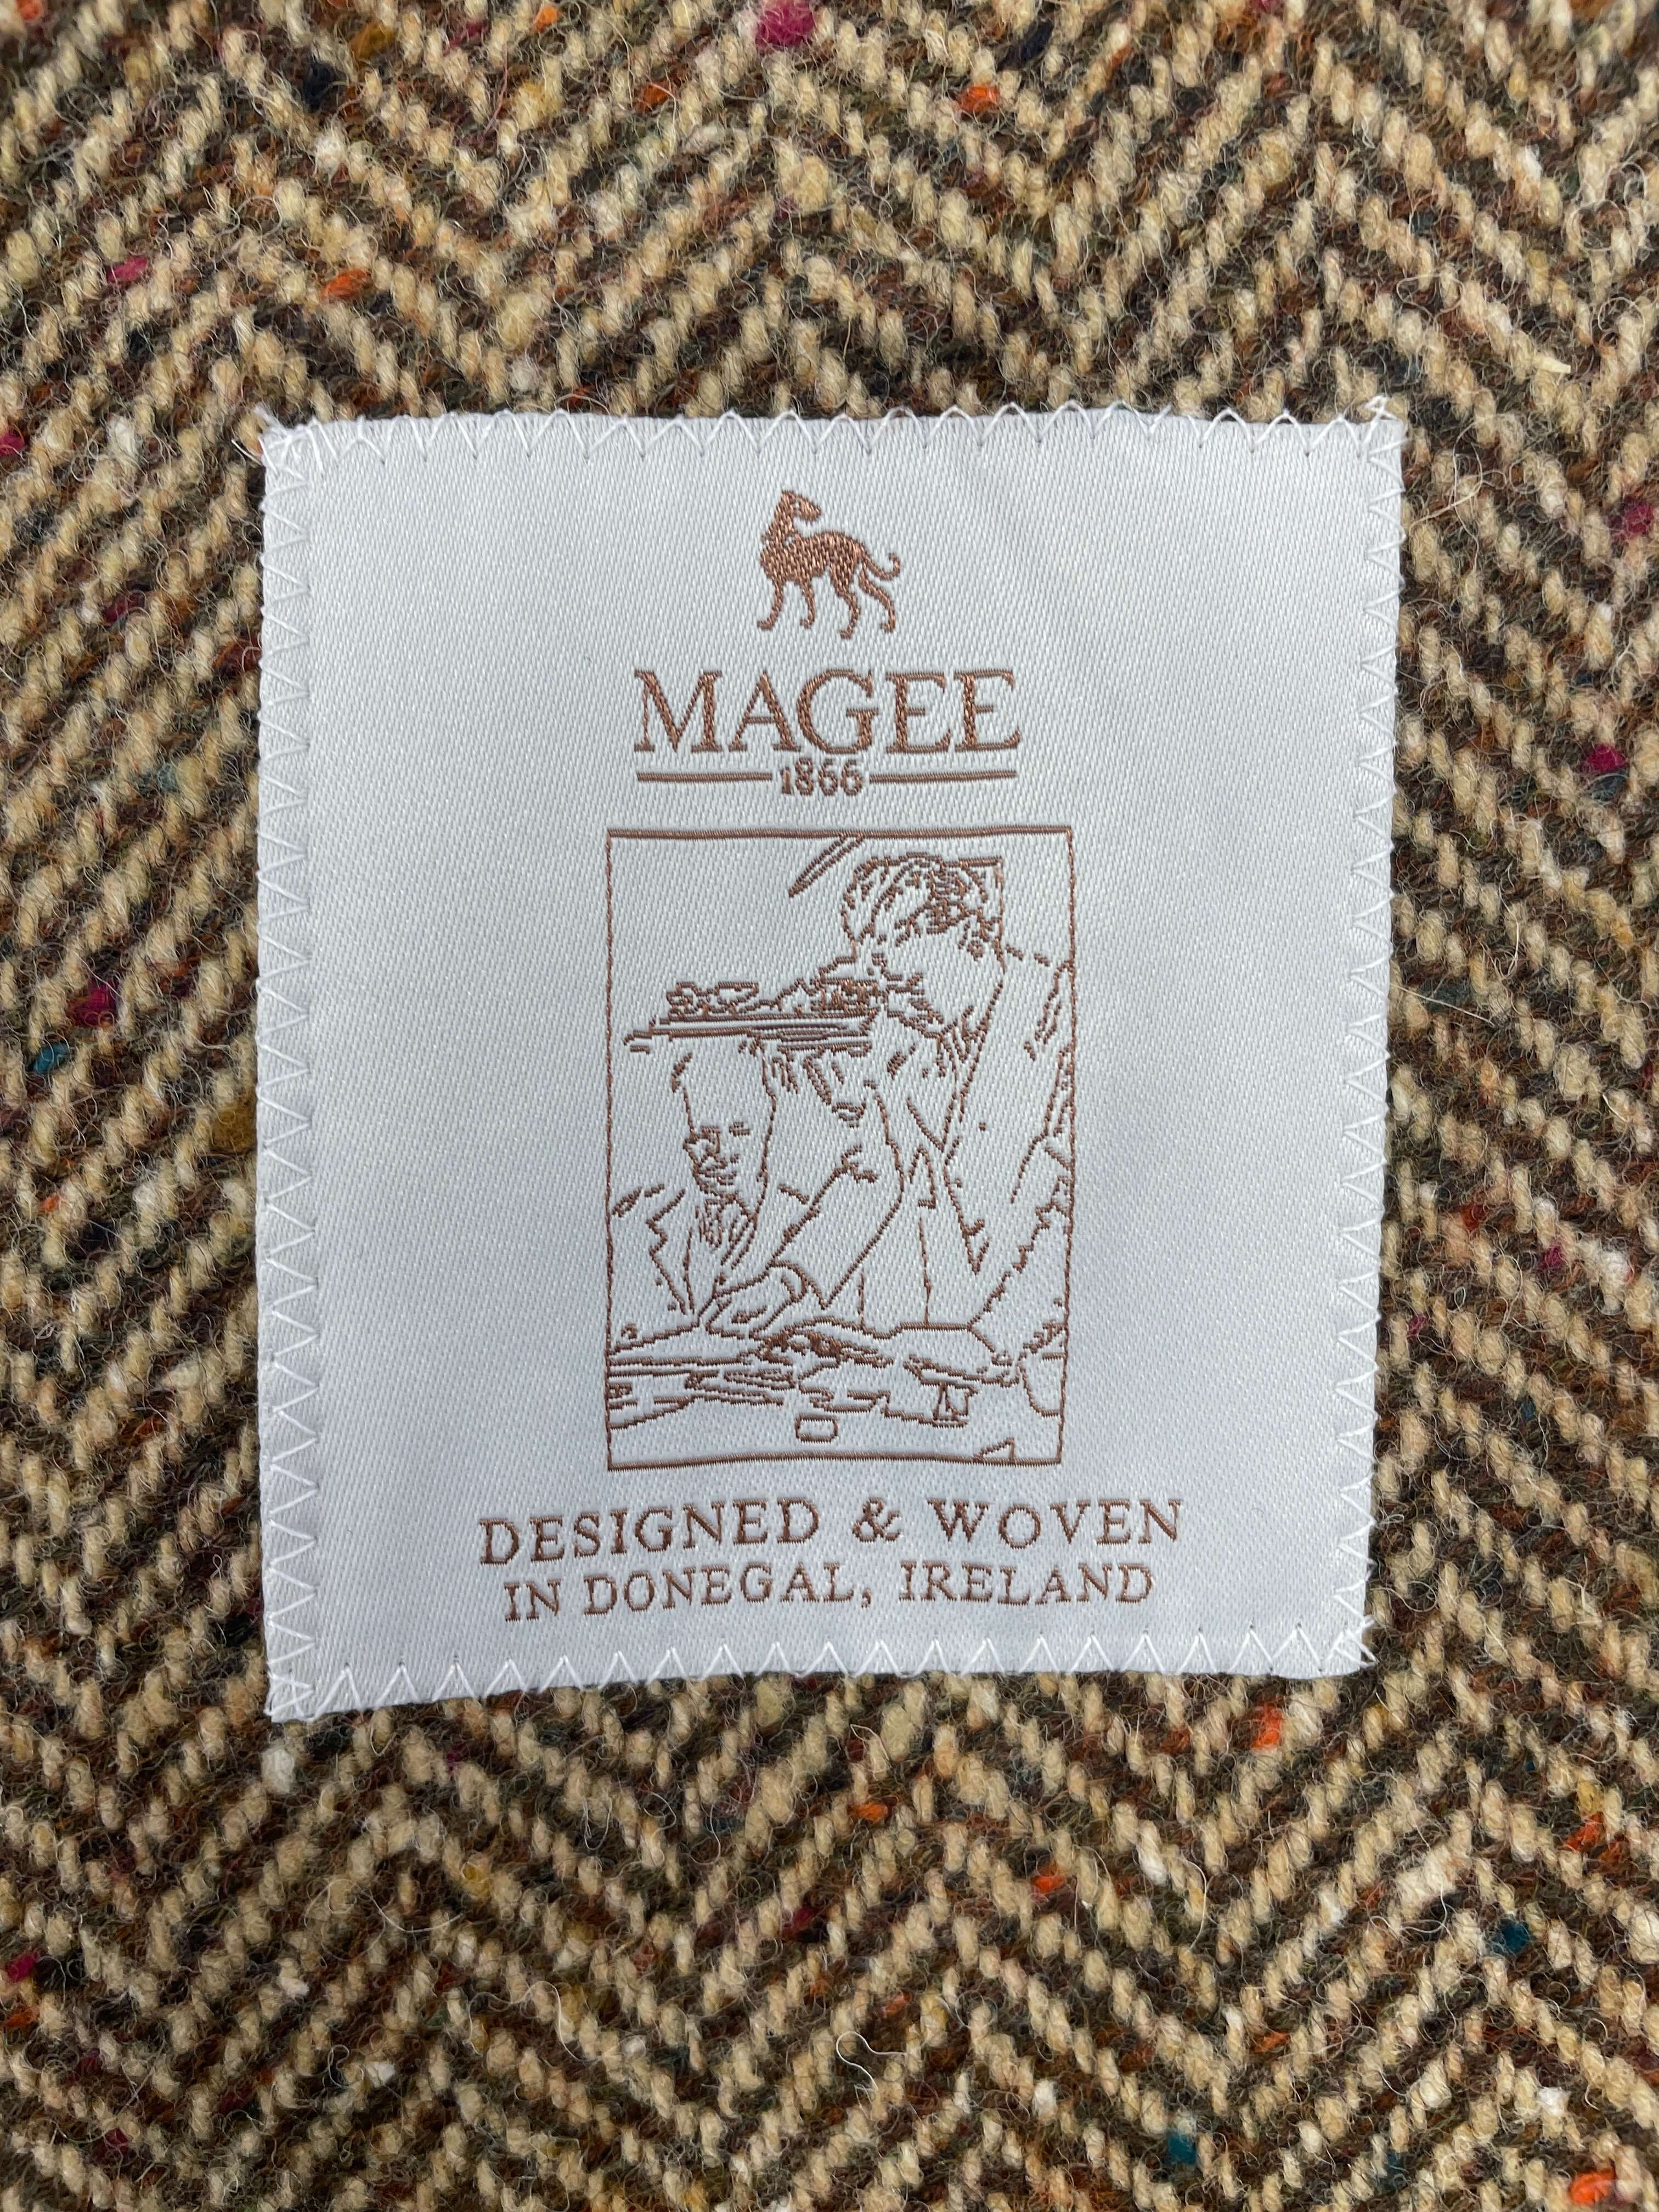 MAGEE
1866
DESIGNED & WOVEN
IN DONEGAL, IRELAND